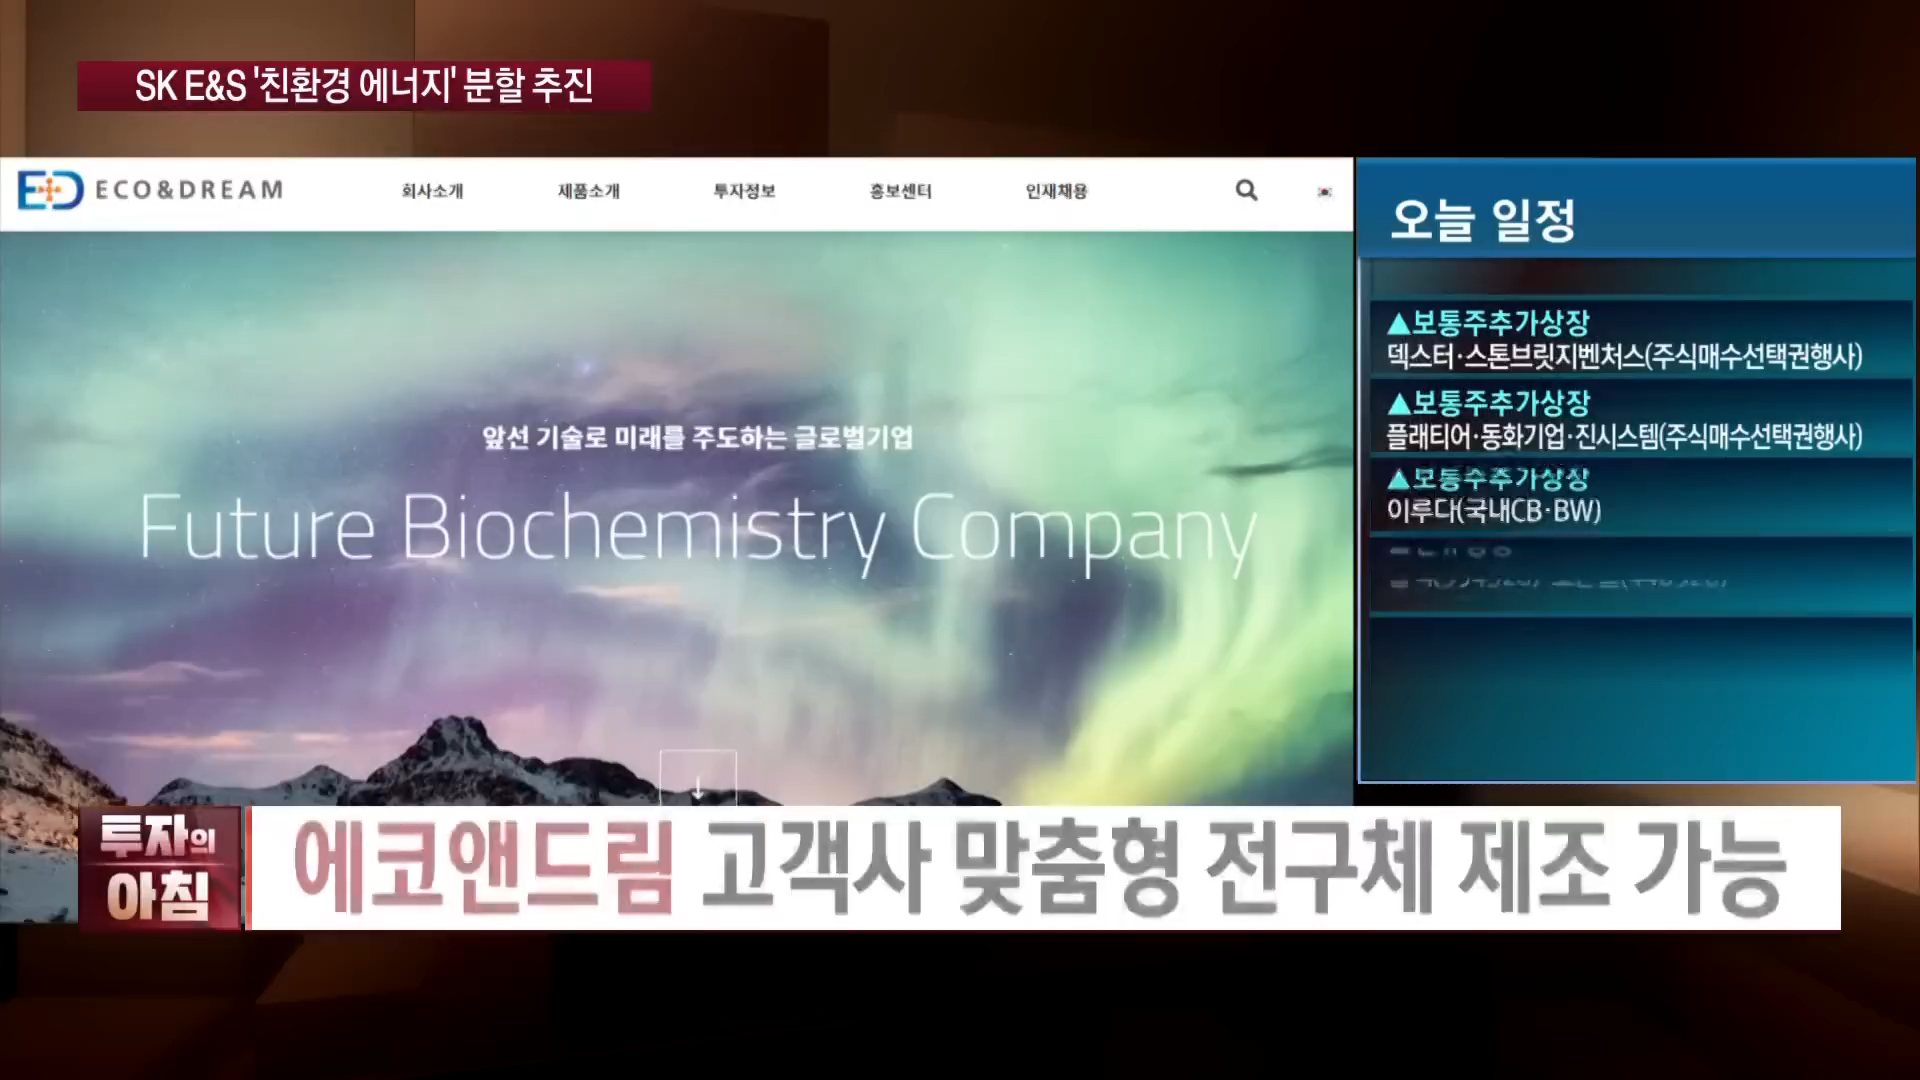 SK E&S '친환경 에너지' 분할 추진
ECO&DREAM
회사소개 제품소개 투자정보 홍보센터 인재채용
앞선 기술로 미래를 주도하는 글로벌기업
Future Biochemistry Company
오늘 일정
▲보통주추가상장
덱스터·스톤브릿지벤처스(주식매수선택권행사)
▲보통주추가상장
플래티어·동화기업·진시스템(주식매수선택권행사)
▲보통주추가상장
이루다(국내CB·BW)
투자의
아침
에코앤드림 고객사 맞춤형 전구체 제조 가능